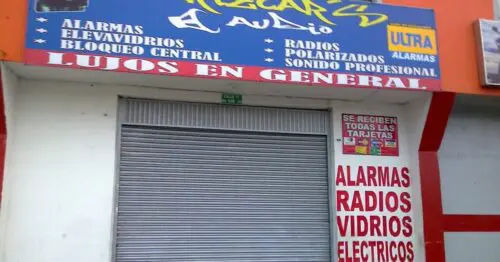 & AUDIO
ALARMAS
ELEVAVIDRIOS
BLOQUEO CENTRAL
RADIOS
POLARIZADOS
SONIDO PROFESIONAL
ULTRA
ALARMAS
LUJOS EN GENERAL
SE RECIBEN
TODAS LAS
TARJETAS
ALARMAS
RADIOS
VIDRIOS
ELECTRICOS